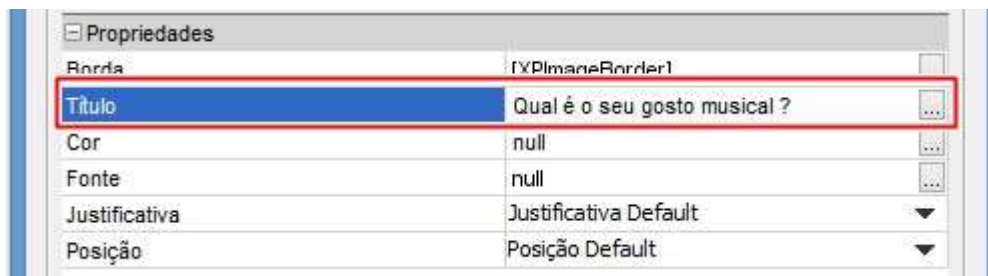 Propriedades
Borda [XPImageBorder] ...
Título Qual é o seu gosto musical ? ...
Cor null ...
Fonte null ...
Justificativa Justificativa Default
Posição Posição Default